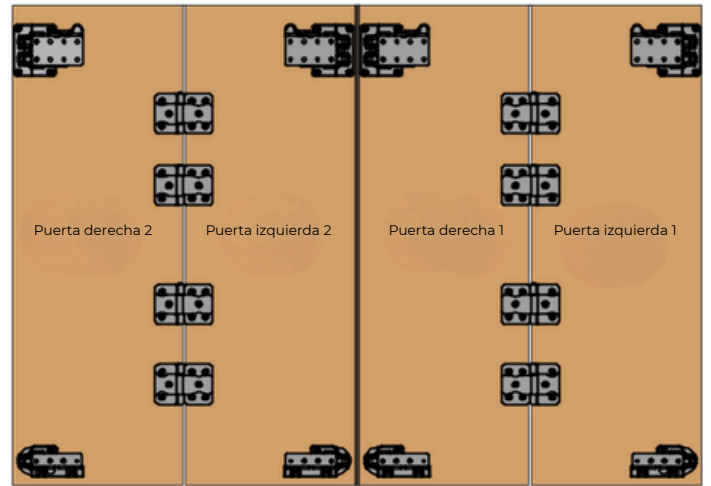 Puerta derecha 2
Puerta izquierda 2
Puerta derecha 1
Puerta izquierda 1